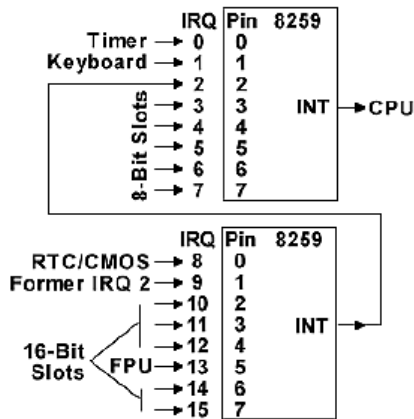 IRQ Pin 8259
Timer 0 0
Keyboard 1 1
2 2
8-Bit Slots
3 3 INT CPU
4 4
5 5
6 6
7 7
IRQ Pin 8259
RTC/CMOS 8 0
Former IRQ 2 9 1
10 2
11 3 INT
12 4
16-Bit
Slots
FPU 13 5
14 6
15 7